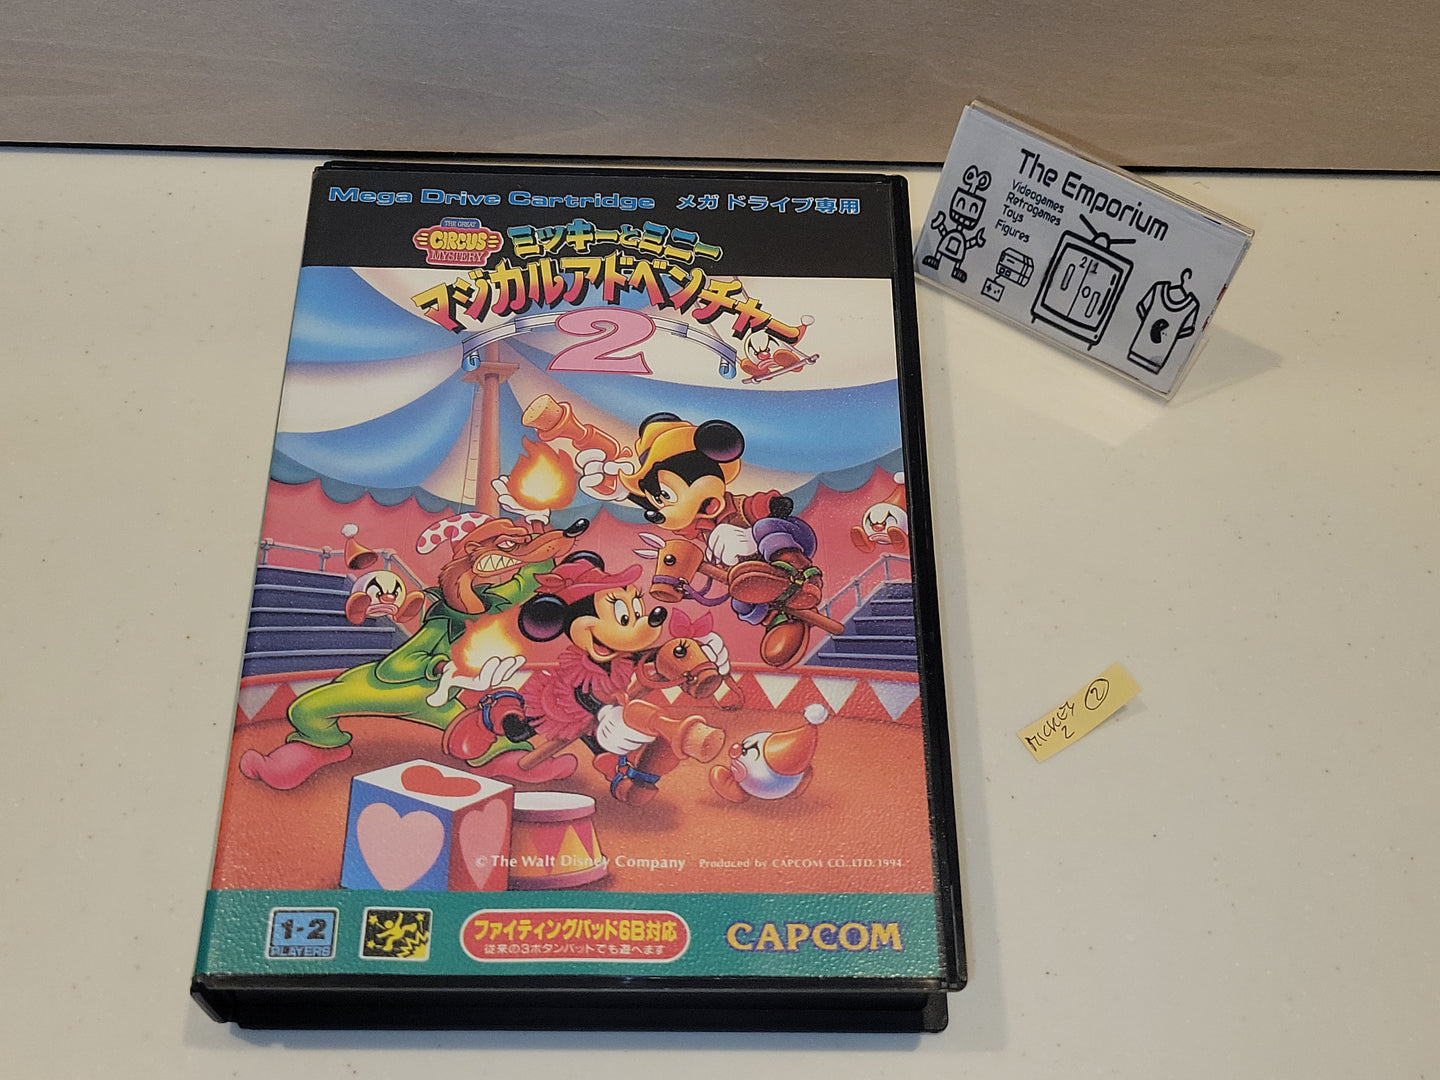 Mega Drive Cartridge メガ ドライブ専用
THE GREAT
CIRCUS
MYSTERY
ミッキーとミニー
マジカルアドベンチャー
2
© The Walt Disney Company Produced by CAPCOM CO., LTD. 1994
1-2
PLAYERS
ファイティングパッド6B対応
従来の3ボタンパットでも遊べます
CAPCOM
The Emporium
Videogames
Retrogames
Toys
Figures
2 1
MICKEY 2
2